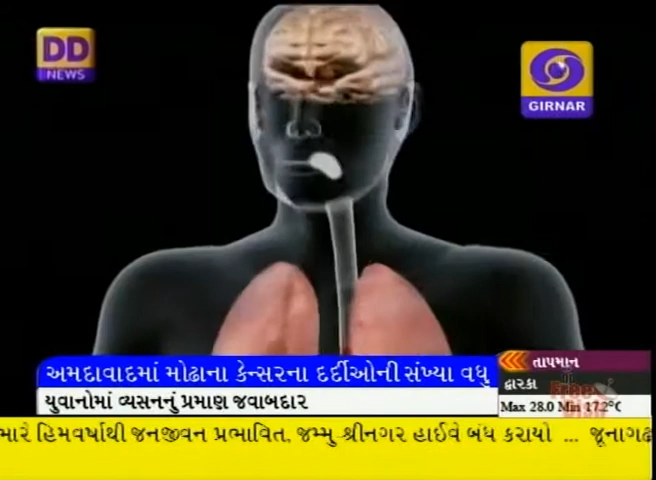 DD
NEWS
GIRNAR
અમદાવાદમાં મોઢાના કેન્સરના દર્દીઓની સંખ્યા વધુ
યુવાનોમાં વ્યસનનું પ્રમાણ જવાબદાર
તાપમાન
દ્વારકા
Max 28.0 Min 17.2°C
મારે હિમવર્ષાથી જનજીવન પ્રભાવિત, જમ્મુ-શ્રીનગર હાઈવે બંધ કરાયો ... જૂનાગઢ